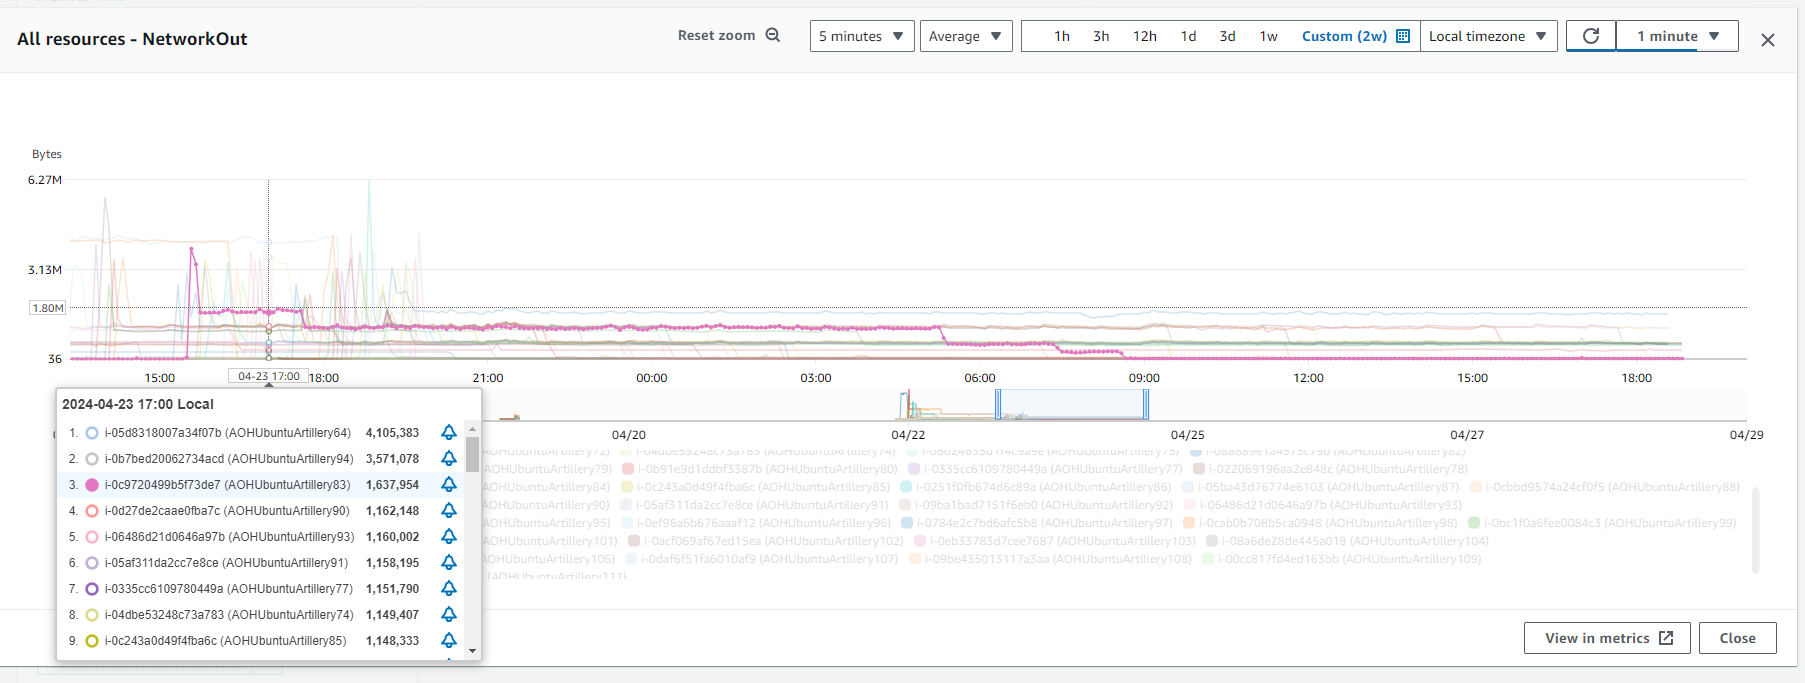 All resources - NetworkOut
Reset zoom
5 minutes
Average
1h 3h 12h 1d 3d 1w Custom (2w)
Local timezone
1 minute
Bytes
6.27M
3.13M
1.80M
36
15:00 04-23 17:00 18:00 21:00 00:00 03:00 06:00 09:00 12:00 15:00 18:00
04/20 04/22 04/25 04/27 04/29
2024-04-23 17:00 Local
1. i-05d8318007a34f07b (AOHUbuntuArtillery64) 4,105,383
2. i-0b7bed20062734acd (AOHUbuntuArtillery94) 3,571,078
3. i-0c9720499b5f73de7 (AOHUbuntuArtillery83) 1,637,954
4. i-0d27de2caae0fba7c (AOHUbuntuArtillery90) 1,162,148
5. i-06486d21d0646a97b (AOHUbuntuArtillery93) 1,160,002
6. i-05af311da2cc7e8ce (AOHUbuntuArtillery91) 1,158,195
7. i-0335cc6109780449a (AOHUbuntuArtillery77) 1,151,790
8. i-04dbe53248c73a783 (AOHUbuntuArtillery74) 1,149,407
9. i-0c243a0d49f4fba6c (AOHUbuntuArtillery85) 1,148,333
AOHUbuntuArtillery72) i-04dbe53248c73a783 (AOHUbuntuArtillery74) (AOHUbuntuArtillery75) (AOHUbuntuArtillery82)
AOHUbuntuArtillery79) i-0b91e9d1ddbf3387b (AOHUbuntuArtillery80) i-0335cc6109780449a (AOHUbuntuArtillery77) i-022069196aa2e848c (AOHUbuntuArtillery78)
AOHUbuntuArtillery84) i-0c243a0d49f4fba6c (AOHUbuntuArtillery85) i-0251f0fb674d6c89a (AOHUbuntuArtillery86) i-05ba43d76774e6103 (AOHUbuntuArtillery87) i-0cbbd9574a24cf0f5 (AOHUbuntuArtillery88)
AOHUbuntuArtillery90) i-05af311da2cc7e8ce (AOHUbuntuArtillery91) i-09ba1bad7151f6eb0 (AOHUbuntuArtillery92) i-06486d21d0646a97b (AOHUbuntuArtillery93)
AOHUbuntuArtillery95) i-0ef96a6b676aaaf12 (AOHUbuntuArtillery96) i-0784e2c7bd6afc5b8 (AOHUbuntuArtillery97) i-0cab0b708b5ca0948 (AOHUbuntuArtillery98) i-0bc1f0a6fee0084c3 (AOHUbuntuArtillery99)
AOHUbuntuArtillery101) i-0acf069af67ed15ea (AOHUbuntuArtillery102) i-0eb33783d7cee7687 (AOHUbuntuArtillery103) i-08a6de28de445a018 (AOHUbuntuArtillery104)
AOHUbuntuArtillery106) i-0daf6f51fa6010af9 (AOHUbuntuArtillery107) i-09be435013117a3aa (AOHUbuntuArtillery108) i-00cc817fd4ed163bb (AOHUbuntuArtillery109)
(AOHUbuntuArtillery111)
View in metrics
Close